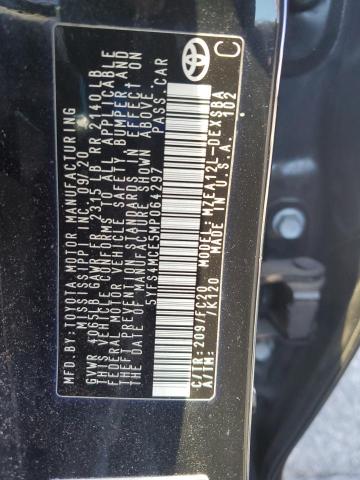 MFD.BY:TOYOTA MOTOR MANUFACTURING
MISSISSIPPI INC. 09/20
GVWR 4065LB GAWR FR 2315LB RR 2140LB
THIS VEHICLE CONFORMS TO ALL APPLICABLE
FEDERAL MOTOR VEHICLE SAFETY BUMPER, AND
THEFT PREVENTION STANDARDS IN EFFECT ON
THE DATE OF MANUFACTURE SHOWN ABOVE.
5YFS4MCE5MP064297 PASS.CAR
C
C/TR: 209/FC20 MODEL: MZEA12L-DEXSBA
A/TM: /K120 MADE IN U.S.A. 102